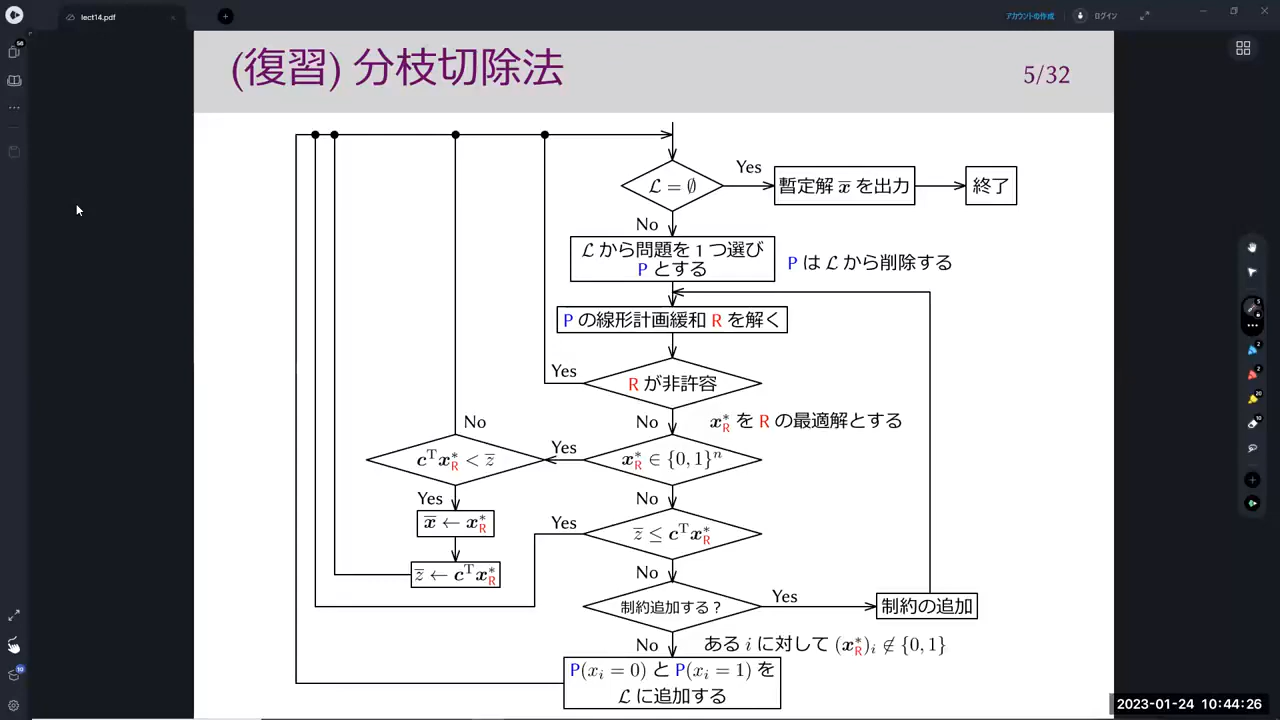 lect14.pdf
アカウントの作成
ログイン
(復習) 分枝切除法
5/32
ℒ = ∅
Yes
暫定解 x̅ を出力
終了
No
ℒ から問題を 1 つ選び
P とする
P は ℒ から削除する
P の線形計画緩和 R を解く
Yes
R が非許容
No
x*_R を R の最適解とする
No
c^T x*_R < z̅
Yes
x*_R ∈ {0, 1}^n
Yes
No
x̅ ← x*_R
Yes
z̅ ≤ c^T x*_R
z̅ ← c^T x*_R
No
制約追加する？
Yes
制約の追加
No
ある i に対して (x*_R)_i ∉ {0, 1}
P(x_i = 0) と P(x_i = 1) を
ℒ に追加する
2023-01-24 10:44:26